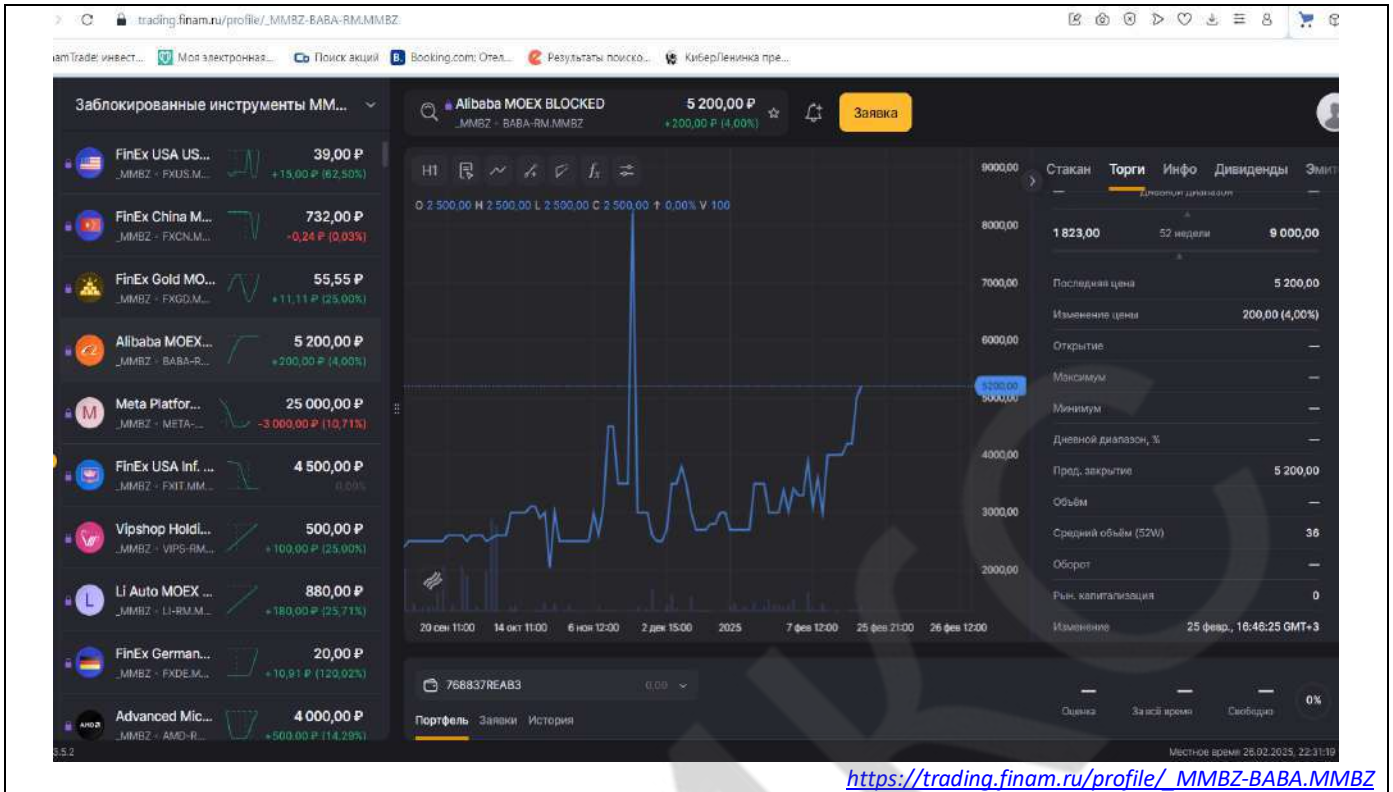 trading.finam.ru/profile/_MMBZ-BABA-RM.MMBZ
amTrade: инвест... Моя электронная... Поиск акций Booking.com: Отел... Результаты поиско... КиберЛенинка пре...
Заблокированные инструменты ММ...
FinEx USA US... 39,00 ₽
_MMBZ - FXUS.M... +15,00 ₽ (62,50%)
FinEx China M... 732,00 ₽
_MMBZ - FXCN.M... -0,24 ₽ (0,03%)
FinEx Gold MO... 55,55 ₽
_MMBZ - FXGD.M... +11,11 ₽ (25,00%)
Alibaba MOEX... 5 200,00 ₽
_MMBZ - BABA-R... +200,00 ₽ (4,00%)
M Meta Platfor... 25 000,00 ₽
_MMBZ - META-... -3 000,00 ₽ (10,71%)
FinEx USA Inf. ... 4 500,00 ₽
_MMBZ - FXIT.MM... 0,00%
Vipshop Holdi... 500,00 ₽
_MMBZ - VIPS-RM... +100,00 ₽ (25,00%)
L Li Auto MOEX ... 880,00 ₽
_MMBZ - LI-RM.M... +180,00 ₽ (25,71%)
FinEx German... 20,00 ₽
_MMBZ - FXDE.M... +10,91 ₽ (120,02%)
AMD Advanced Mic... 4 000,00 ₽
_MMBZ - AMD-R... +500,00 ₽ (14,29%)
3.5.2
Alibaba MOEX BLOCKED 5 200,00 ₽
_MMBZ - BABA-RM.MMBZ +200,00 ₽ (4,00%)
Заявка
H1
O 2 500,00 H 2 500,00 L 2 500,00 C 2 500,00 ↑ 0,00% V 100
9000,00
8000,00
7000,00
6000,00
5200,00
5000,00
4000,00
3000,00
2000,00
20 сен 11:00 14 окт 11:00 6 ноя 12:00 2 дек 15:00 2025 7 фев 12:00 25 фев 21:00 26 фев 12:00
768837REAB3 0,00
Портфель Заявки История
Стакан Торги Инфо Дивиденды Эмит
— Дневной диапазон —
1 823,00 52 недели 9 000,00
Последняя цена 5 200,00
Изменение цены 200,00 (4,00%)
Открытие —
Максимум —
Минимум —
Дневной диапазон, % —
Пред. закрытие 5 200,00
Объём —
Средний объём (52W) 36
Оборот —
Рын. капитализация 0
Изменение 25 февр., 16:46:25 GMT+3
— — — 0%
Оценка За всё время Свободно
Местное время 26.02.2025, 22:31:19
https://trading.finam.ru/profile/_MMBZ-BABA.MMBZ